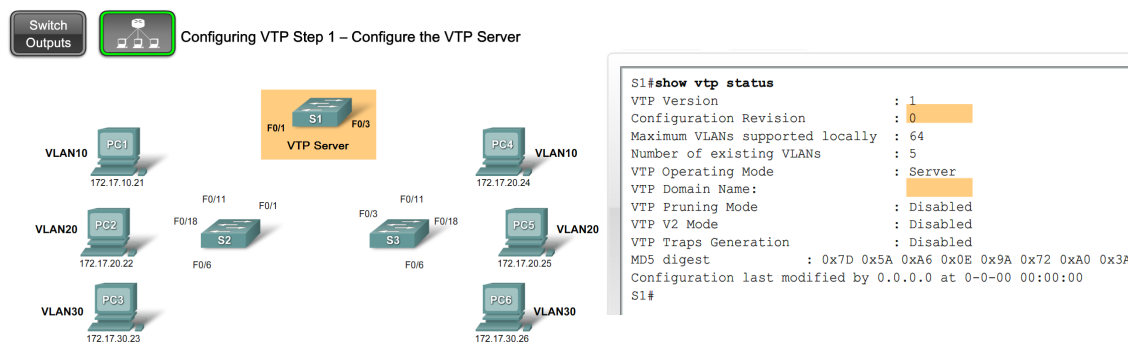 Switch
Outputs
Configuring VTP Step 1 – Configure the VTP Server
S1
F0/1
F0/3
VTP Server
PC1
VLAN10
172.17.10.21
PC4
VLAN10
172.17.20.24
F0/11
F0/1
F0/18
PC2
VLAN20
S2
172.17.20.22
F0/6
F0/11
F0/3
F0/18
PC5
VLAN20
S3
172.17.20.25
F0/6
PC3
VLAN30
172.17.30.23
PC6
VLAN30
172.17.30.26
S1#show vtp status
VTP Version : 1
Configuration Revision : 0
Maximum VLANs supported locally : 64
Number of existing VLANs : 5
VTP Operating Mode : Server
VTP Domain Name:
VTP Pruning Mode : Disabled
VTP V2 Mode : Disabled
VTP Traps Generation : Disabled
MD5 digest : 0x7D 0x5A 0xA6 0x0E 0x9A 0x72 0xA0 0x3A
Configuration last modified by 0.0.0.0 at 0-0-00 00:00:00
S1#